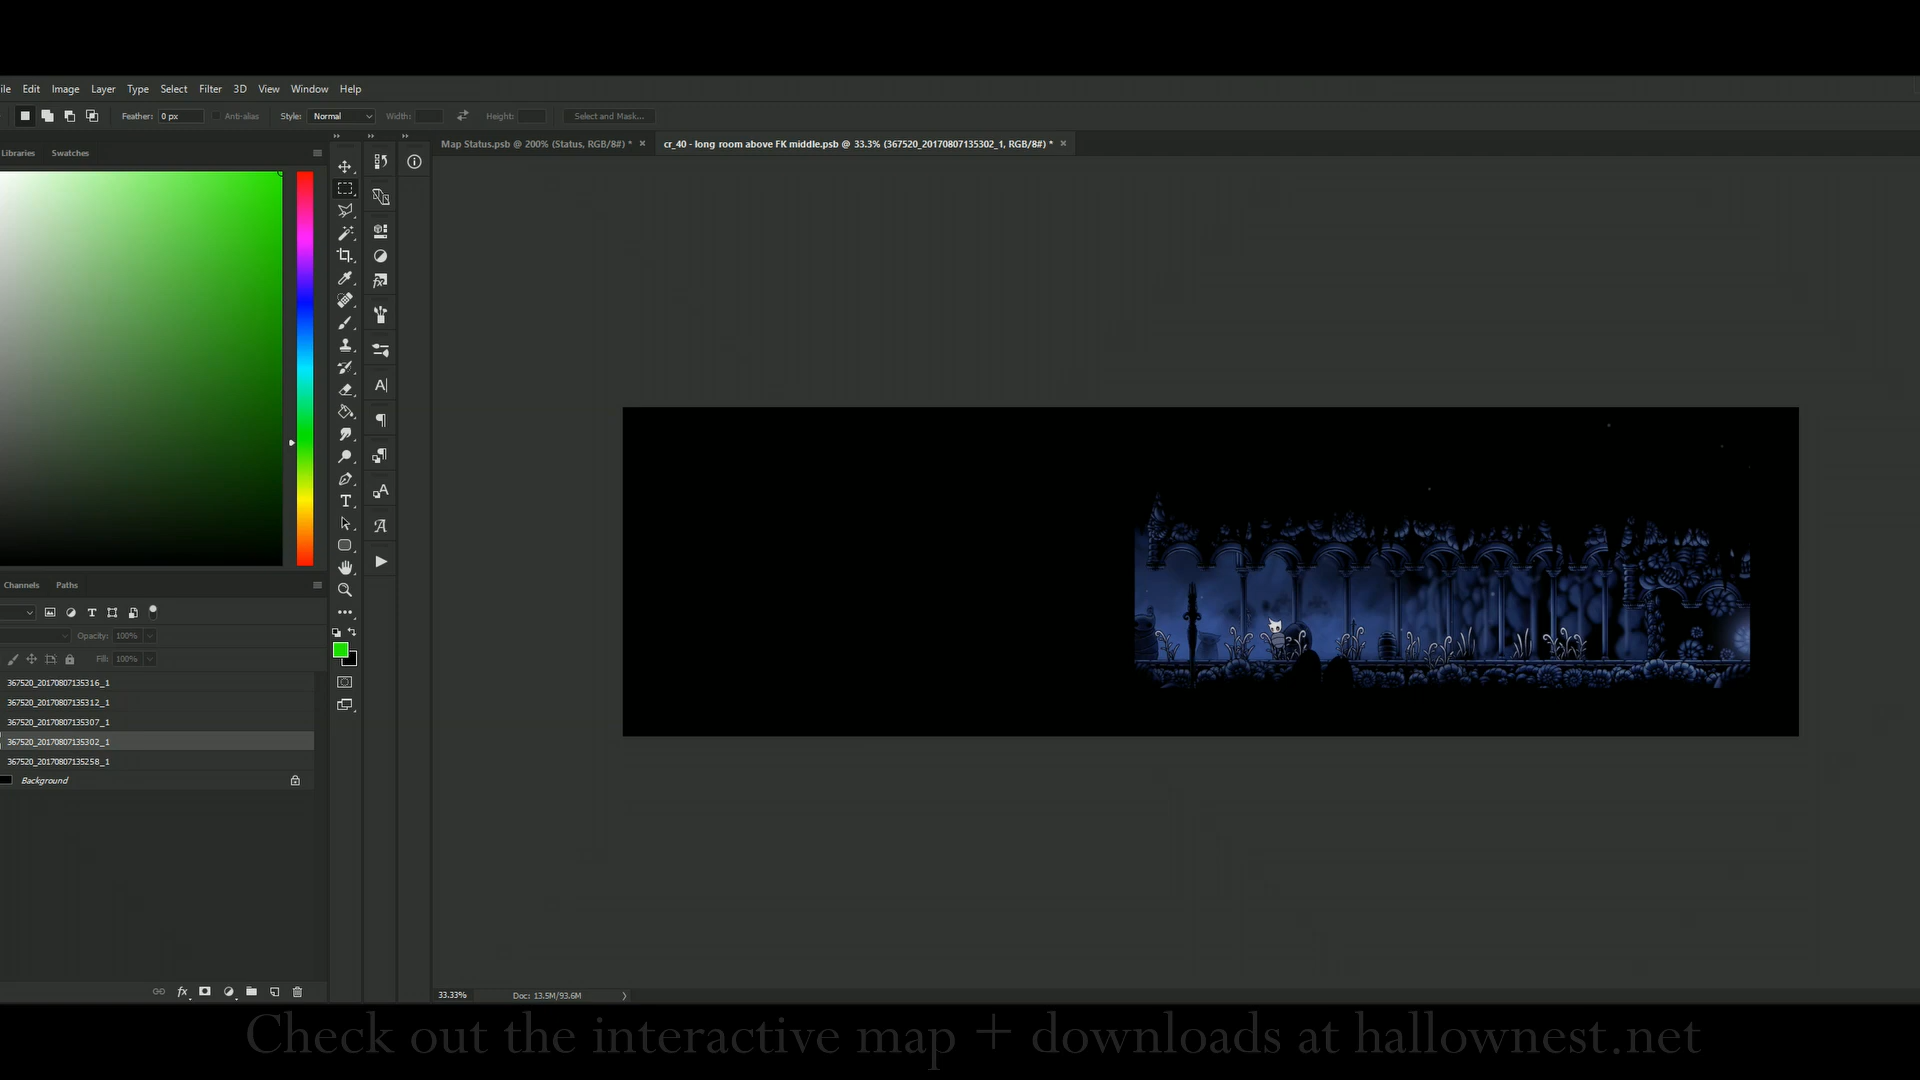 ile Edit Image Layer Type Select Filter 3D View Window Help
Feather: 0 px Anti-alias Style: Normal Width: Height: Select and Mask...
Map Status.psb @ 200% (Status, RGB/8#) * × cr_40 - long room above FK middle.psb @ 33.3% (367520_20170807135302_1, RGB/8#) * ×
Libraries Swatches
Channels Paths
Opacity: 100%
Fill: 100%
367520_20170807135316_1
367520_20170807135312_1
367520_20170807135307_1
367520_20170807135302_1
367520_20170807135258_1
Background
33.33% Doc: 13.5M/93.6M
Check out the interactive map + downloads at hallownest.net